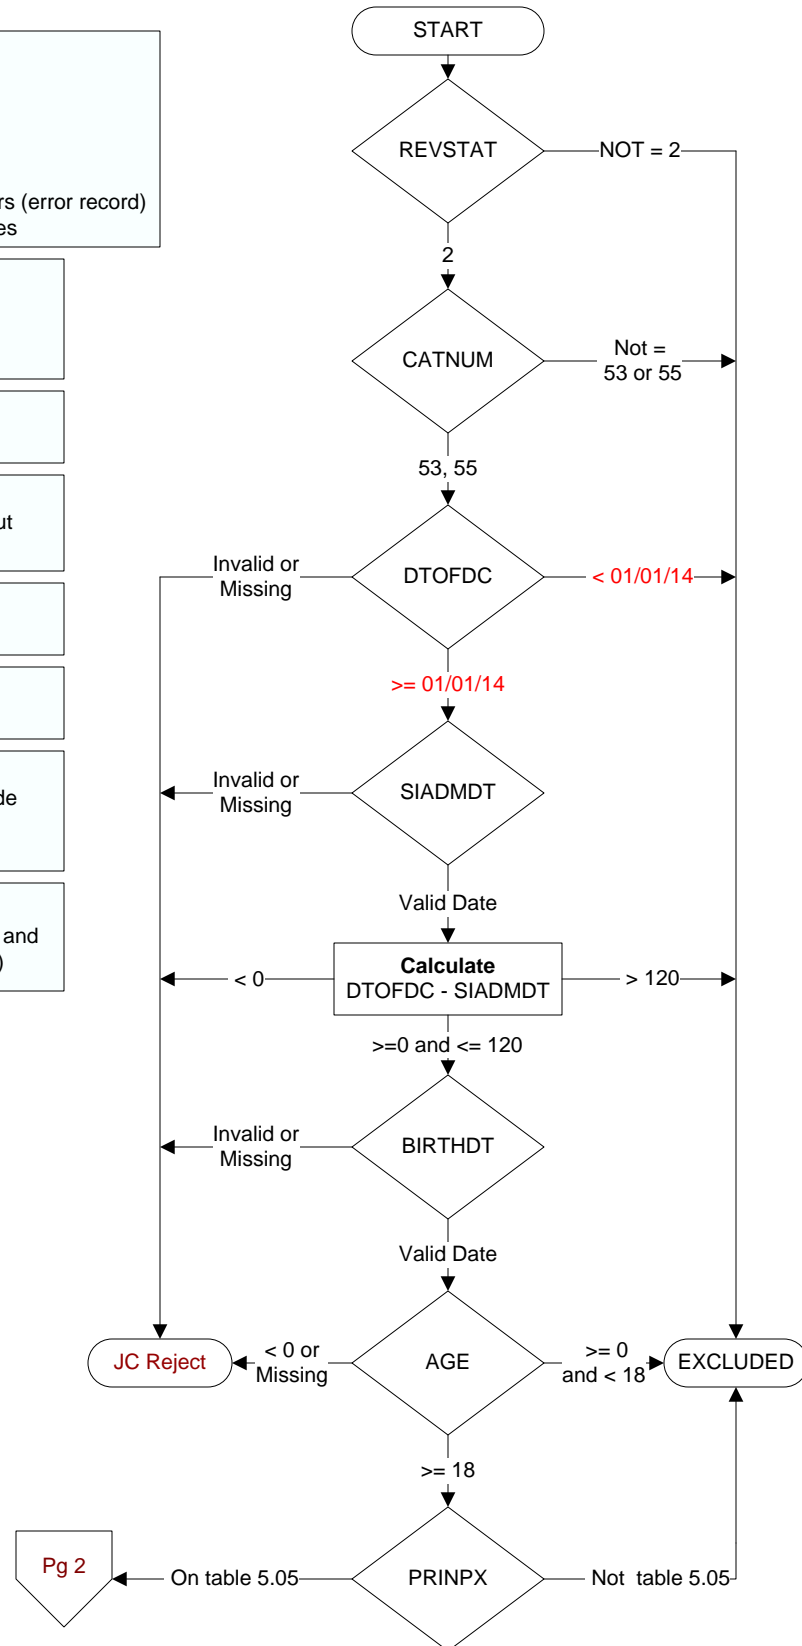 START
rs (error record)
es
REVSTAT
NOT = 2
2
CATNUM
Not =
53 or 55
53, 55
ut
Invalid or
Missing
DTOFDC
< 01/01/14
>= 01/01/14
de
Invalid or
Missing
SIADMDT
Valid Date
and
)
< 0
Calculate
DTOFDC - SIADMDT
> 120
>=0 and <= 120
Invalid or
Missing
BIRTHDT
Valid Date
JC Reject
< 0 or
Missing
AGE
>= 0
and < 18
EXCLUDED
>= 18
Pg 2
On table 5.05
PRINPX
Not  table 5.05